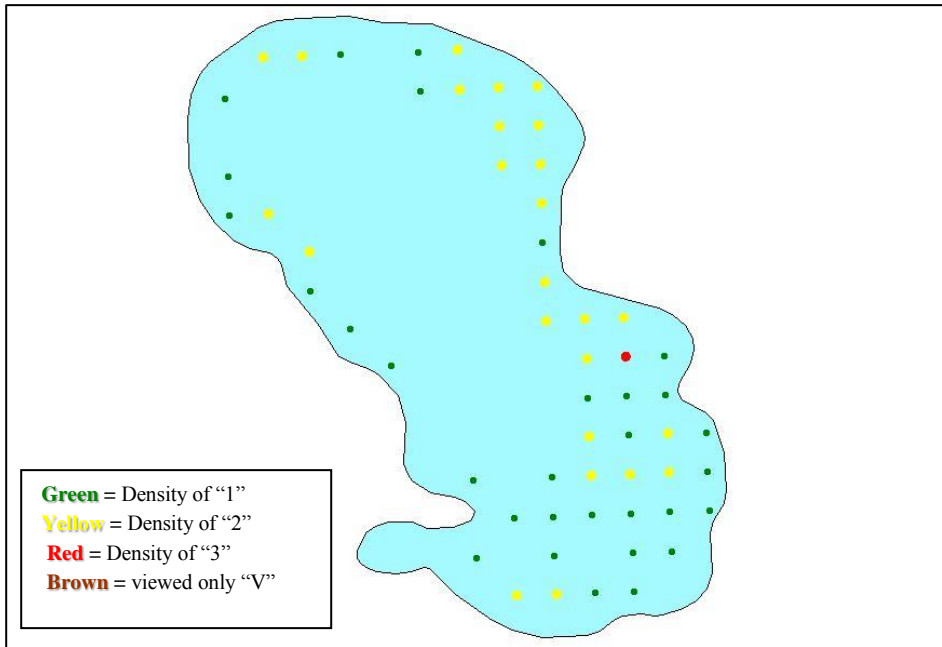 Green = Density of “1”
Yellow = Density of “2”
Red = Density of “3”
Brown = viewed only “V”